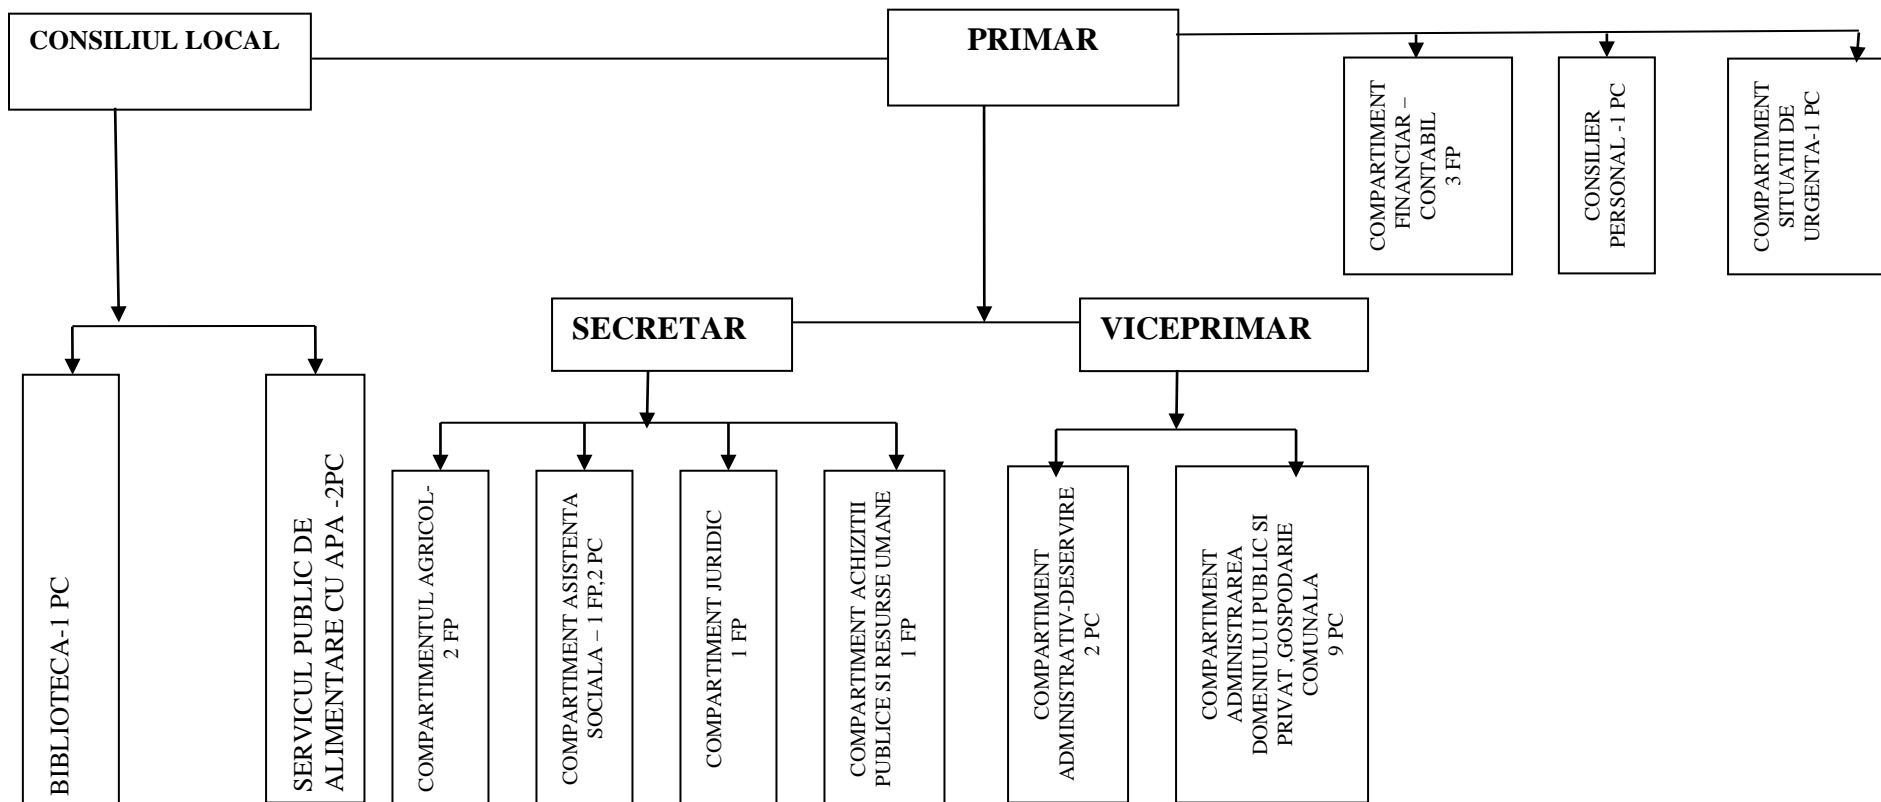 CONSILIUL LOCAL
PRIMAR
COMPARTIMENT
FINANCIAR –
CONTABIL
3 FP
CONSILIER
PERSONAL -1 PC
COMPARTIMENT
SITUATII DE
URGENTA-1 PC
SECRETAR
VICEPRIMAR
BIBLIOTECA-1 PC
SERVICUL PUBLIC DE
ALIMENTARE CU APA -2PC
COMPARTIMENTUL AGRICOL-
2 FP
COMPARTIMENT ASISTENTA
SOCIALA – 1 FP,2 PC
COMPARTIMENT JURIDIC
1 FP
COMPARTIMENT ACHIZITII
PUBLICE SI RESURSE UMANE
1 FP
COMPARTIMENT
ADMINISTRATIV-DESERVIRE
2 PC
COMPARTIMENT
ADMINISTRAREA
DOMENIULUI PUBLIC SI
PRIVAT ,GOSPODARIE
COMUNALA
9 PC